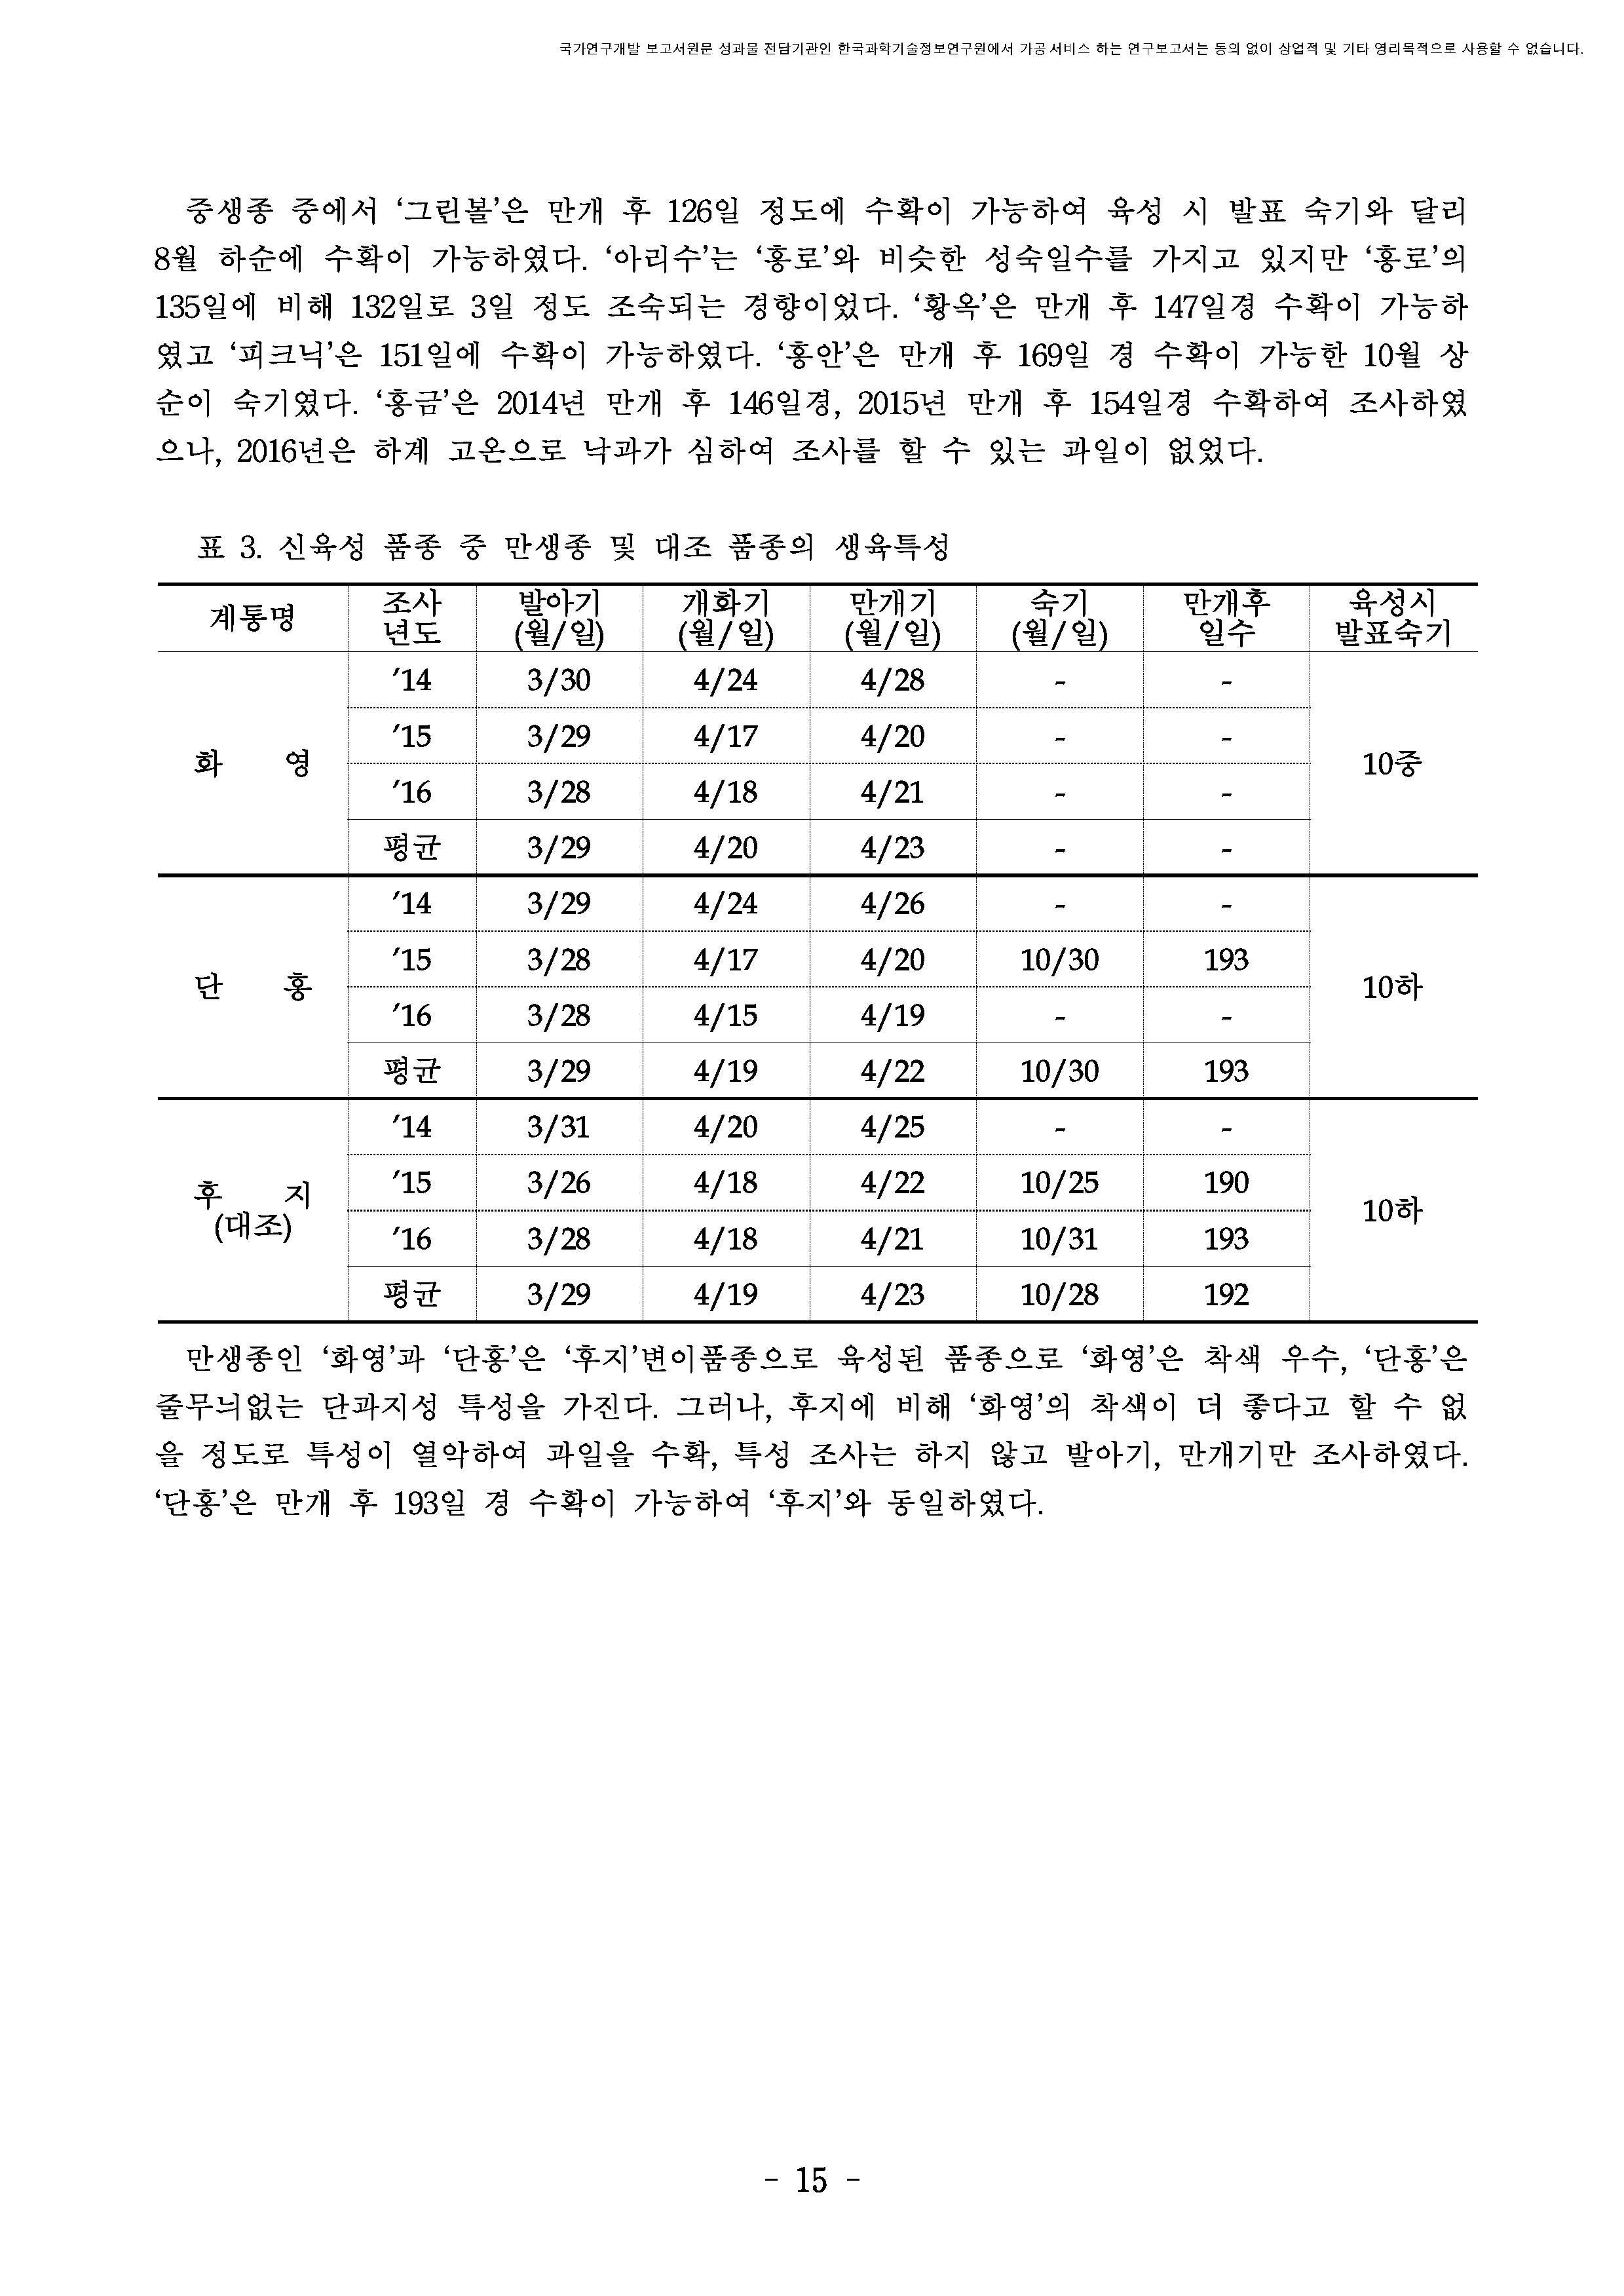 국가연구개발 보고서원문 성과물 전담기관인 한국과학기술정보연구원에서 가공·서비스 하는 연구보고서는 동의 없이 상업적 및 기타 영리목적으로 사용할 수 없습니다.
중생종 중에서 ‘그린볼’은 만개 후 126일 정도에 수확이 가능하여 육성 시 발표 숙기와 달리
8월 하순에 수확이 가능하였다. ‘아리수’는 ‘홍로’와 비슷한 성숙일수를 가지고 있지만 ‘홍로’의
135일에 비해 132일로 3일 정도 조숙되는 경향이었다. ‘황옥’은 만개 후 147일경 수확이 가능하
였고 ‘피크닉’은 151일에 수확이 가능하였다. ‘홍안’은 만개 후 169일 경 수확이 가능한 10월 상
순이 숙기였다. ‘홍금’은 2014년 만개 후 146일경, 2015년 만개 후 154일경 수확하여 조사하였
으나, 2016년은 하계 고온으로 낙과가 심하여 조사를 할 수 있는 과일이 없었다.
표 3. 신육성 품종 중 만생종 및 대조 품종의 생육특성
계통명 조사 년도 발아기 (월/일) 개화기 (월/일) 만개기 (월/일) 숙기 (월/일) 만개후 일수 육성시 발표숙기
화 영 ’14 3/30 4/24 4/28 - - 10중
’15 3/29 4/17 4/20 - -
’16 3/28 4/18 4/21 - -
평균 3/29 4/20 4/23 - -
단 홍 ’14 3/29 4/24 4/26 - - 10하
’15 3/28 4/17 4/20 10/30 193
’16 3/28 4/15 4/19 - -
평균 3/29 4/19 4/22 10/30 193
후 지 (대조) ’14 3/31 4/20 4/25 - - 10하
’15 3/26 4/18 4/22 10/25 190
’16 3/28 4/18 4/21 10/31 193
평균 3/29 4/19 4/23 10/28 192
만생종인 ‘화영’과 ‘단홍’은 ‘후지’변이품종으로 육성된 품종으로 ‘화영’은 착색 우수, ‘단홍’은
줄무늬없는 단과지성 특성을 가진다. 그러나, 후지에 비해 ‘화영’의 착색이 더 좋다고 할 수 없
을 정도로 특성이 열악하여 과일을 수확, 특성 조사는 하지 않고 발아기, 만개기만 조사하였다.
‘단홍’은 만개 후 193일 경 수확이 가능하여 ‘후지’와 동일하였다.
- 15 -